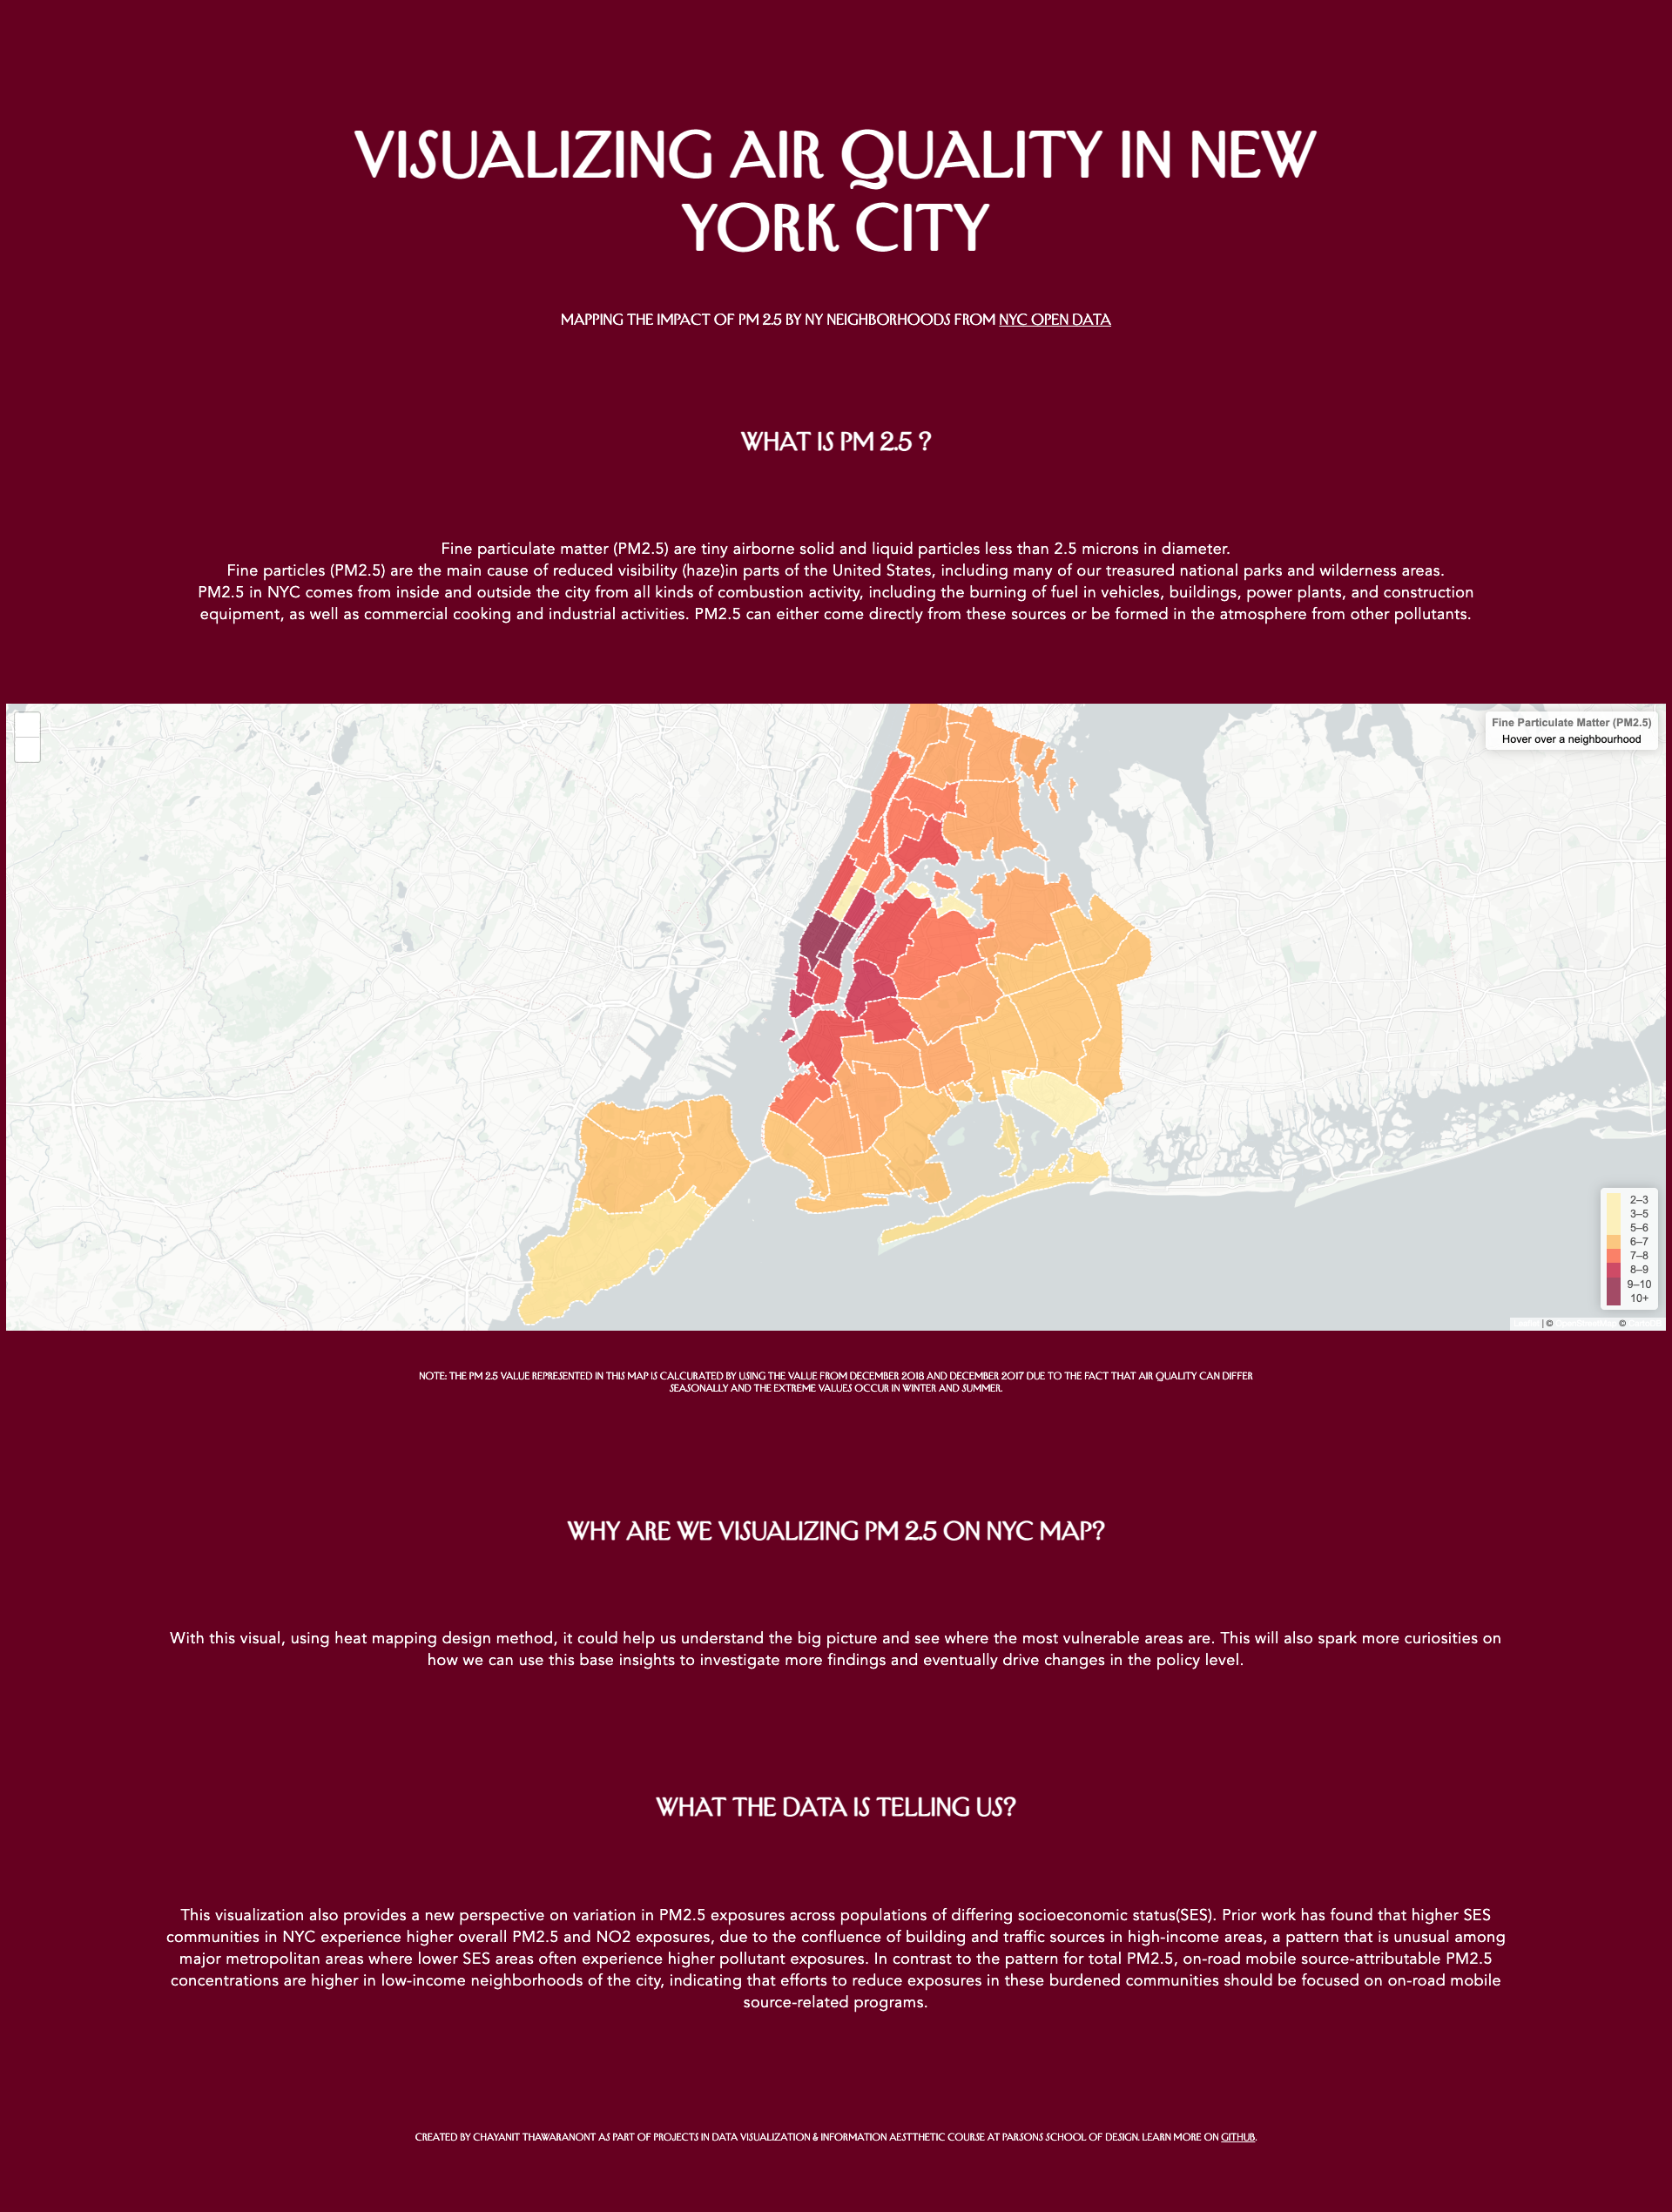 VISUALIZING AIR QUALITY IN NEW
YORK CITY
MAPPING THE IMPACT OF PM 2.5 BY NY NEIGHBORHOODS FROM NYC OPEN DATA
WHAT IS PM 2.5 ?
Fine particulate matter (PM2.5) are tiny airborne solid and liquid particles less than 2.5 microns in diameter.
Fine particles (PM2.5) are the main cause of reduced visibility (haze)in parts of the United States, including many of our treasured national parks and wilderness areas.
PM2.5 in NYC comes from inside and outside the city from all kinds of combustion activity, including the burning of fuel in vehicles, buildings, power plants, and construction
equipment, as well as commercial cooking and industrial activities. PM2.5 can either come directly from these sources or be formed in the atmosphere from other pollutants.
Fine Particulate Matter (PM2.5)
Hover over a neighbourhood
2–3
3–5
5–6
6–7
7–8
8–9
9–10
10+
| © ©
NOTE: THE PM 2.5 VALUE REPRESENTED IN THIS MAP IS CALCURATED BY USING THE VALUE FROM DECEMBER 2018 AND DECEMBER 2017 DUE TO THE FACT THAT AIR QUALITY CAN DIFFER
SEASONALLY AND THE EXTREME VALUES OCCUR IN WINTER AND SUMMER.
WHY ARE WE VISUALIZING PM 2.5 ON NYC MAP?
With this visual, using heat mapping design method, it could help us understand the big picture and see where the most vulnerable areas are. This will also spark more curiosities on
how we can use this base insights to investigate more findings and eventually drive changes in the policy level.
WHAT THE DATA IS TELLING US?
This visualization also provides a new perspective on variation in PM2.5 exposures across populations of differing socioeconomic status(SES). Prior work has found that higher SES
communities in NYC experience higher overall PM2.5 and NO2 exposures, due to the confluence of building and traffic sources in high-income areas, a pattern that is unusual among
major metropolitan areas where lower SES areas often experience higher pollutant exposures. In contrast to the pattern for total PM2.5, on-road mobile source-attributable PM2.5
concentrations are higher in low-income neighborhoods of the city, indicating that efforts to reduce exposures in these burdened communities should be focused on on-road mobile
source-related programs.
CREATED BY CHAYANIT THAWARANONT AS PART OF PROJECTS IN DATA VISUALIZATION & INFORMATION AESTTHETIC COURSE AT PARSONS SCHOOL OF DESIGN. LEARN MORE ON GITHUB.